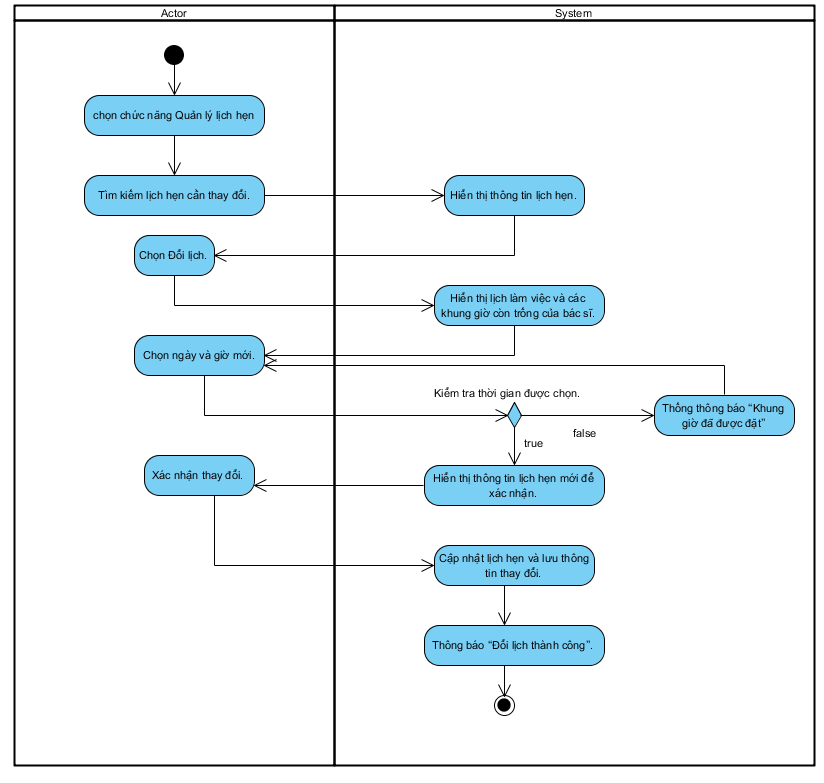 Actor
System
chọn chức năng Quản lý lịch hẹn
Tìm kiếm lịch hẹn cần thay đổi.
Hiển thị thông tin lịch hẹn.
Chọn Đổi lịch.
Hiển thị lịch làm việc và các
khung giờ còn trống của bác sĩ.
Chọn ngày và giờ mới.
Kiểm tra thời gian được chọn.
Thống thông báo “Khung
giờ đã được đặt”
false
true
Xác nhận thay đổi.
Hiển thị thông tin lịch hẹn mới để
xác nhận.
Cập nhật lịch hẹn và lưu thông
tin thay đổi.
Thông báo “Đổi lịch thành công”.